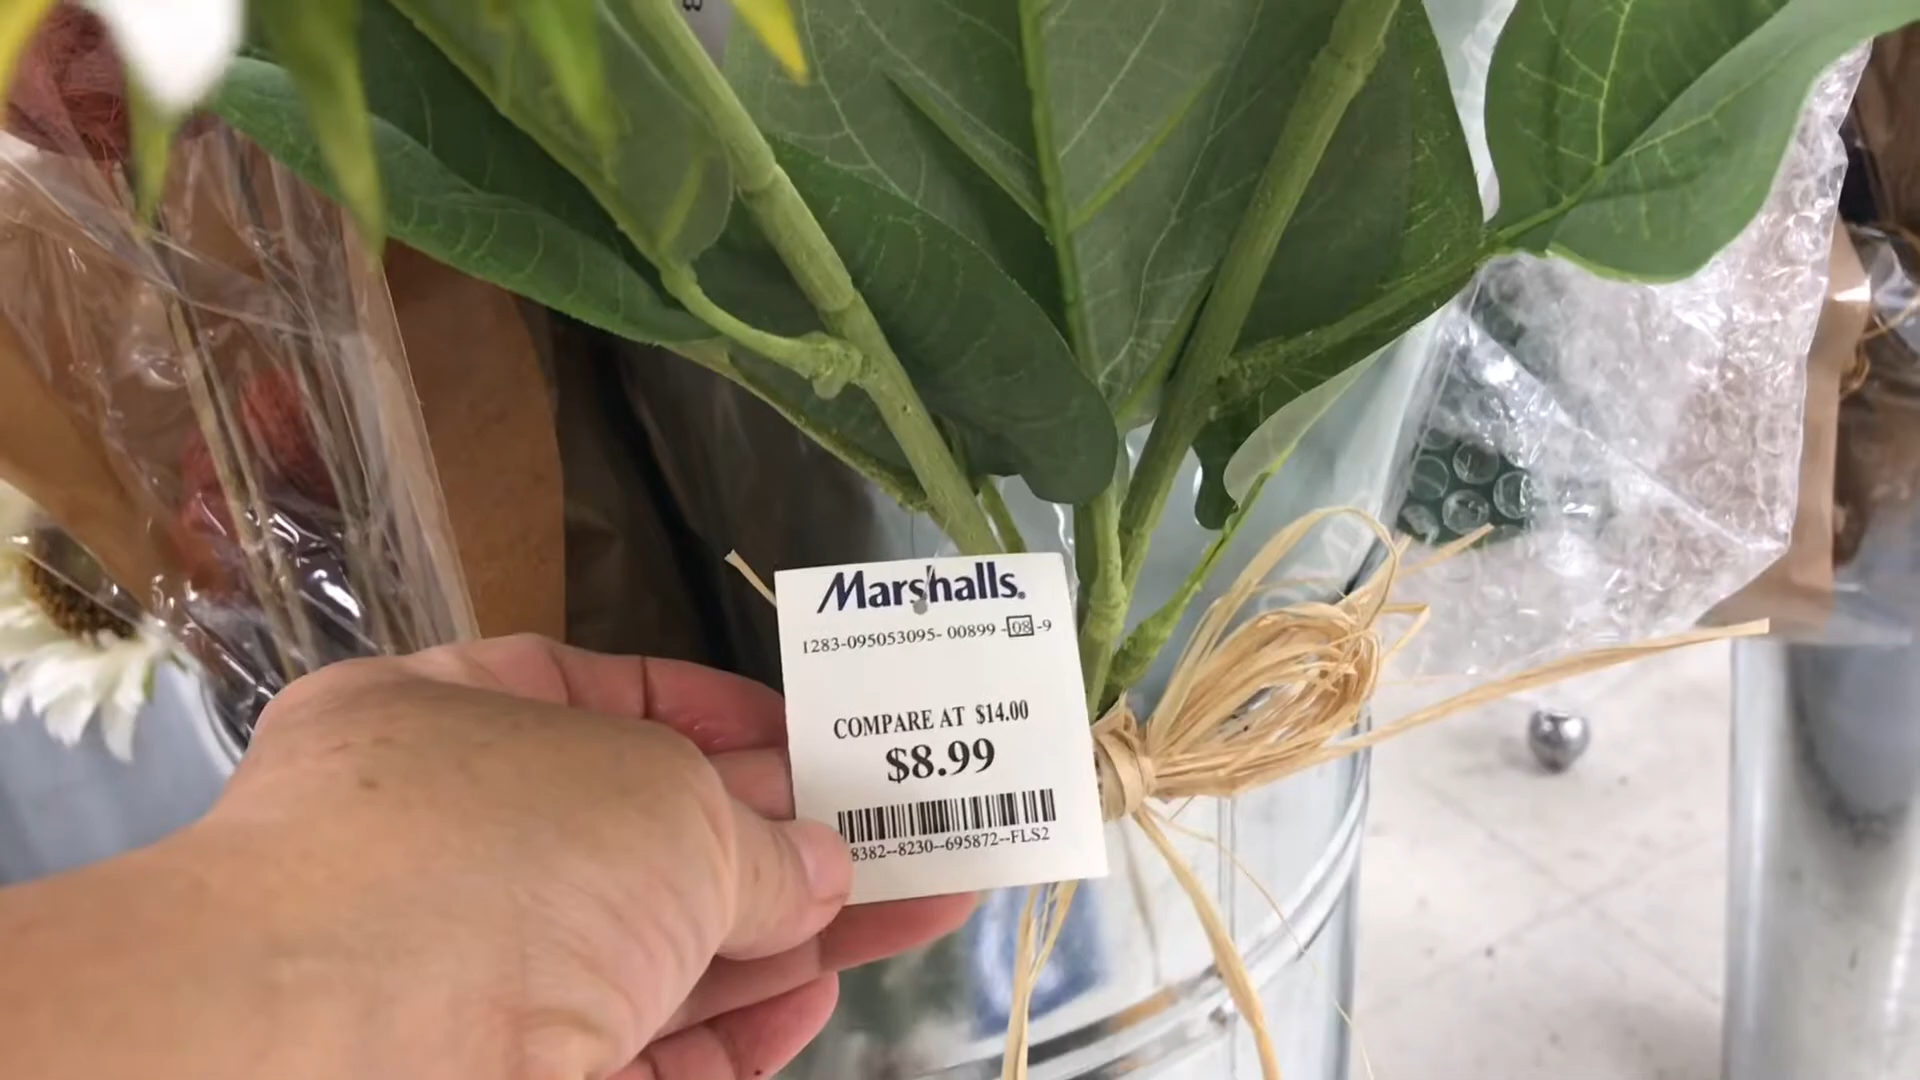 Marshalls.
1283-095053095- 00899 -08-9
COMPARE AT $14.00
$8.99
8382--8230--695872--FLS2